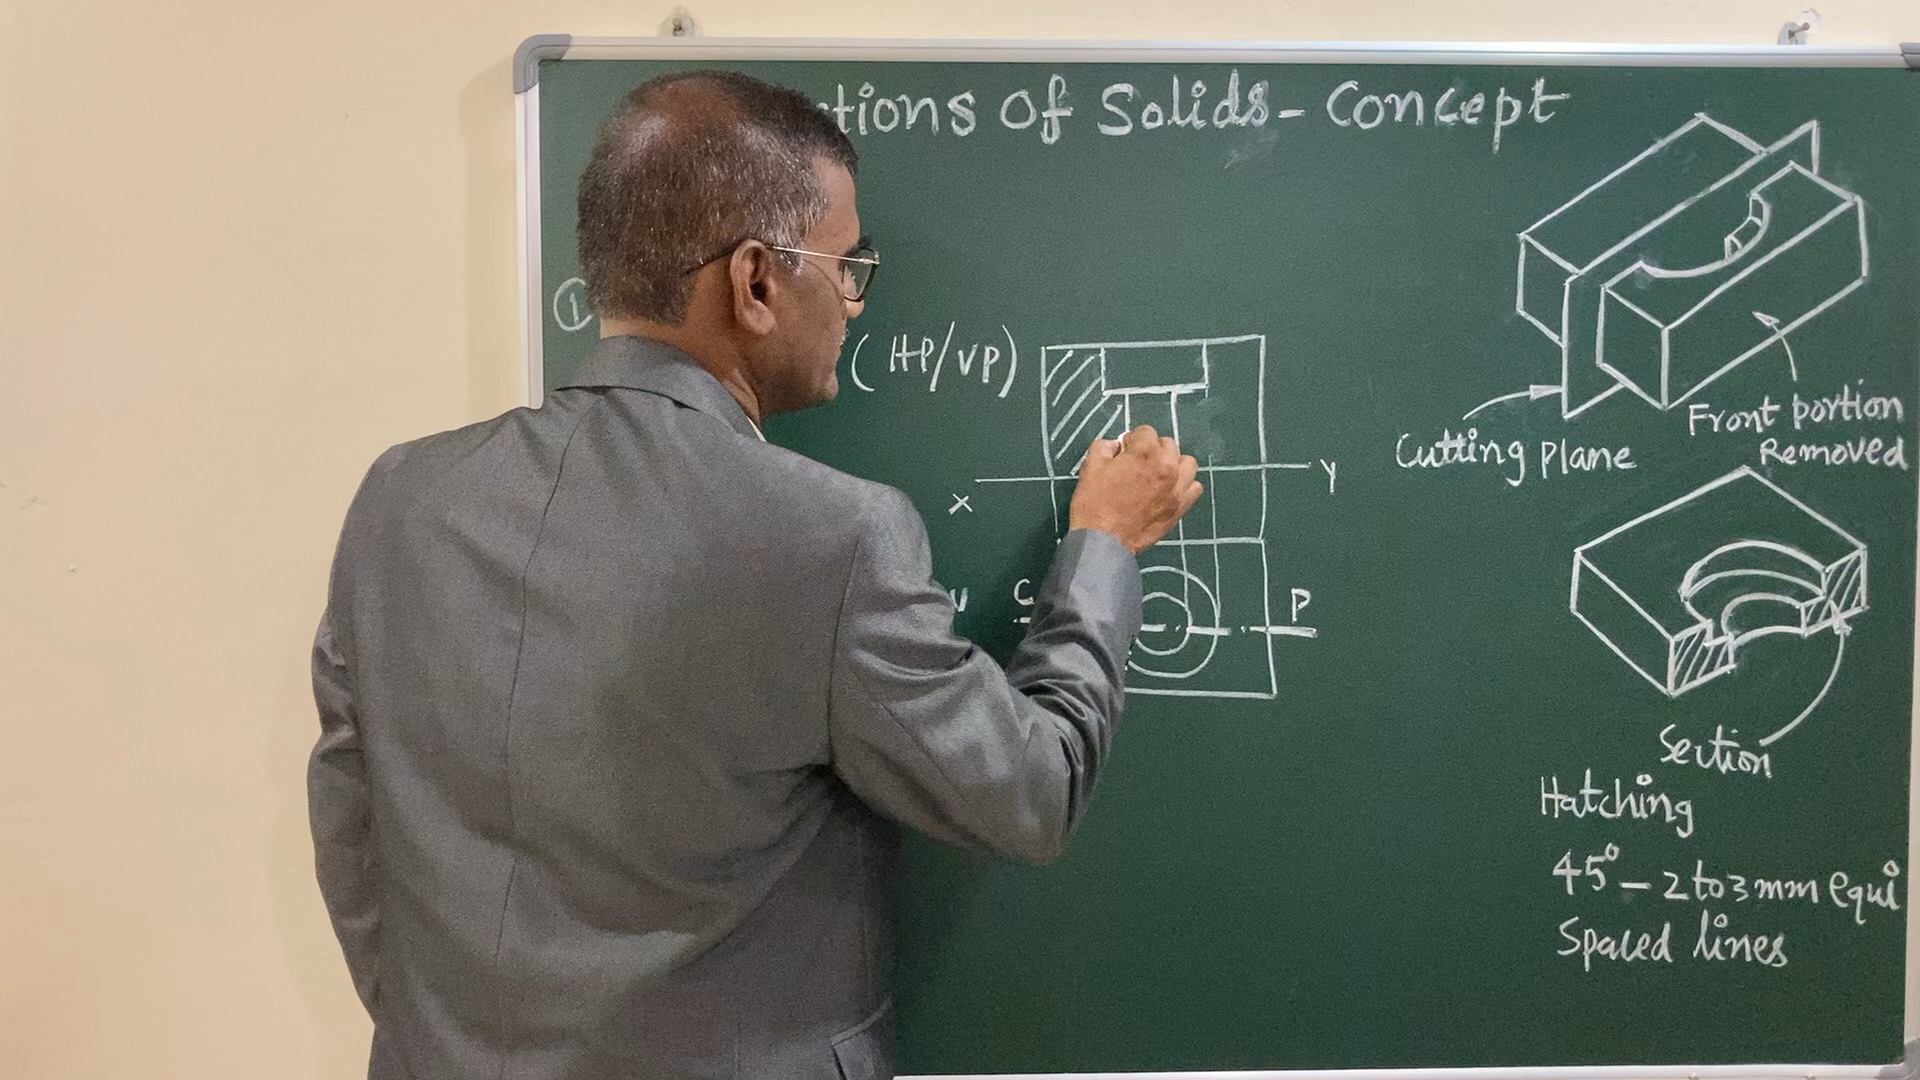 tions of Solids - Concept
1
(HP/VP)
X
Y
C
P
Cutting plane
Front portion
Removed
Section
Hatching
45° - 2 to 3 mm equi
Spaced lines